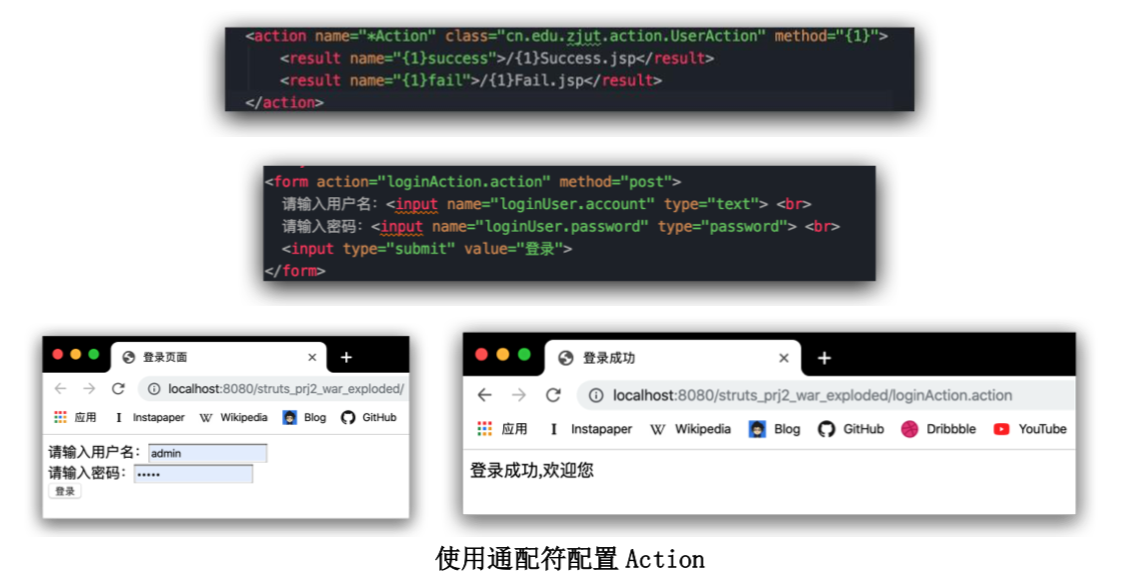 <action name="*Action" class="cn.edu.zjut.action.UserAction" method="{1}">
<result name="{1}success">/{1}Success.jsp</result>
<result name="{1}fail">/{1}Fail.jsp</result>
</action>
<form action="loginAction.action" method="post">
请输入用户名: <input name="loginUser.account" type="text"> <br>
请输入密码: <input name="loginUser.password" type="password"> <br>
<input type="submit" value="登录">
</form>
登录页面
localhost:8080/struts_prj2_war_exploded/
应用 Instapaper Wikipedia Blog GitHub
请输入用户名: admin
请输入密码: •••••
登录
登录成功
localhost:8080/struts_prj2_war_exploded/loginAction.action
应用 Instapaper Wikipedia Blog GitHub Dribbble YouTube
登录成功,欢迎您
使用通配符配置 Action